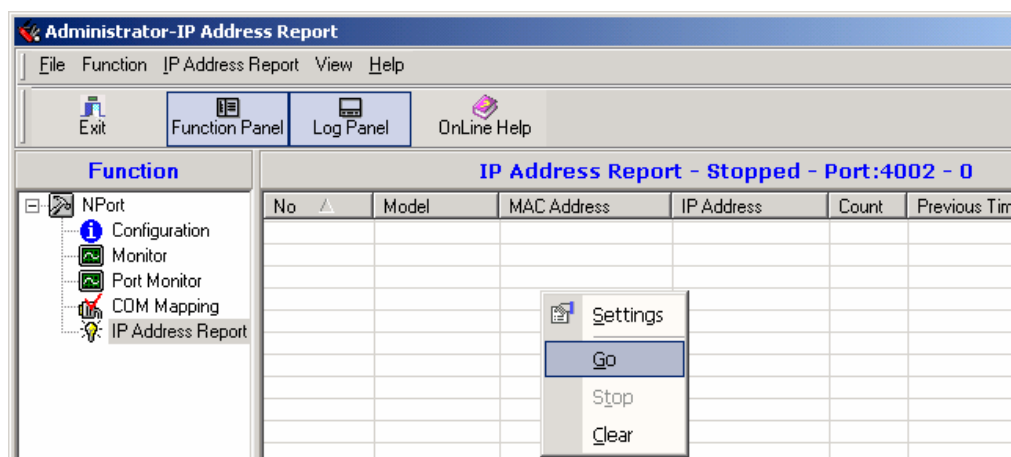 Administrator-IP Address Report
File Function IP Address Report View Help
Exit Function Panel Log Panel OnLine Help
Function
IP Address Report - Stopped - Port:4002 - 0
No Model MAC Address IP Address Count Previous Tim
NPort
Configuration
Monitor
Port Monitor
COM Mapping
IP Address Report
Settings
Go
Stop
Clear